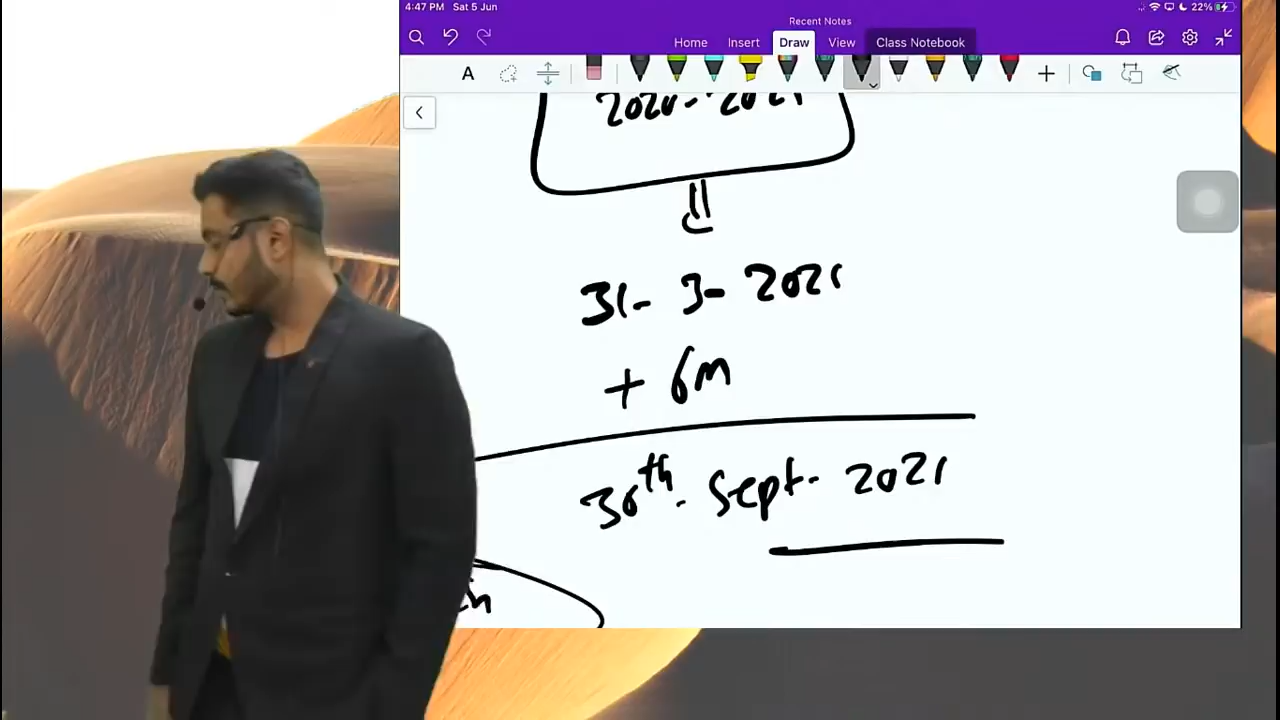 4:47 PM Sat 5 Jun 22%
Recent Notes
Home Insert Draw View Class Notebook
A
2020-2021
31-3-2021
+ 6m
30th. Sept. 2021